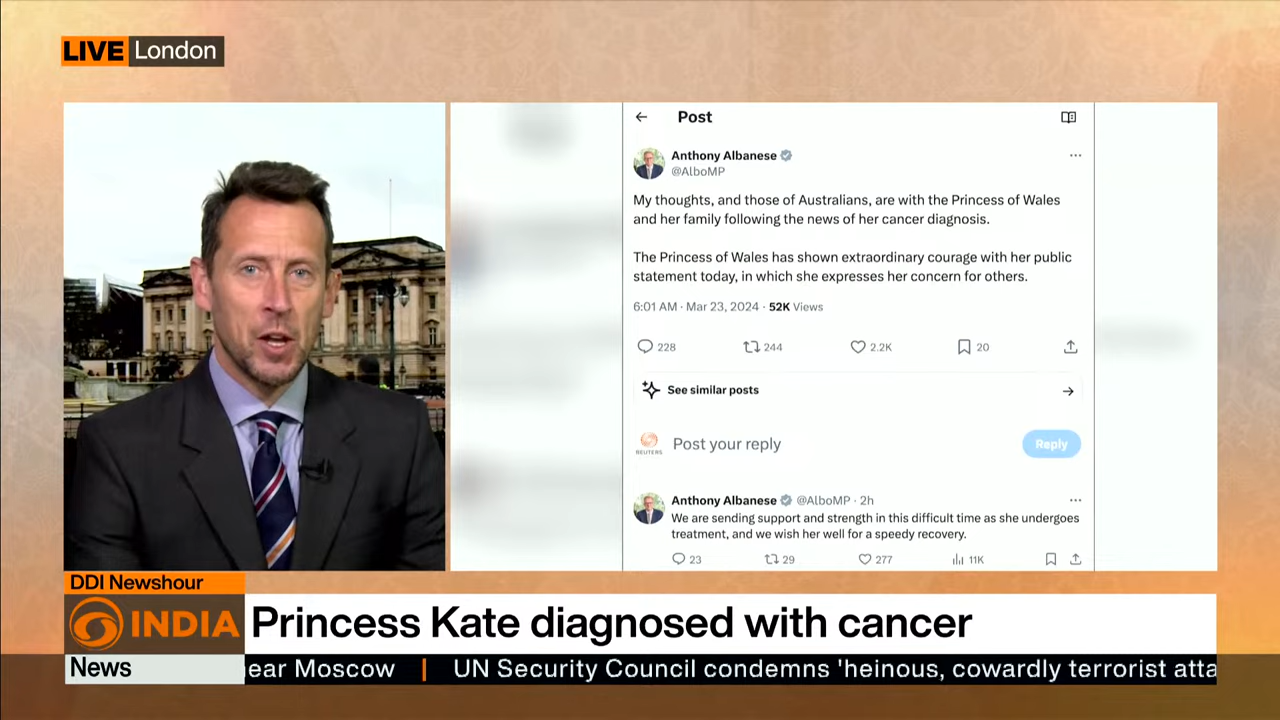 LIVE London
Post
Anthony Albanese
@AlboMP
My thoughts, and those of Australians, are with the Princess of Wales
and her family following the news of her cancer diagnosis.
The Princess of Wales has shown extraordinary courage with her public
statement today, in which she expresses her concern for others.
6:01 AM · Mar 23, 2024 · 52K Views
228 244 2.2K 20
See similar posts
REUTERS Post your reply Reply
Anthony Albanese @AlboMP · 2h
We are sending support and strength in this difficult time as she undergoes
treatment, and we wish her well for a speedy recovery.
23 29 277 11K
DDI Newshour
INDIA Princess Kate diagnosed with cancer
News ear Moscow | UN Security Council condemns 'heinous, cowardly terrorist atta